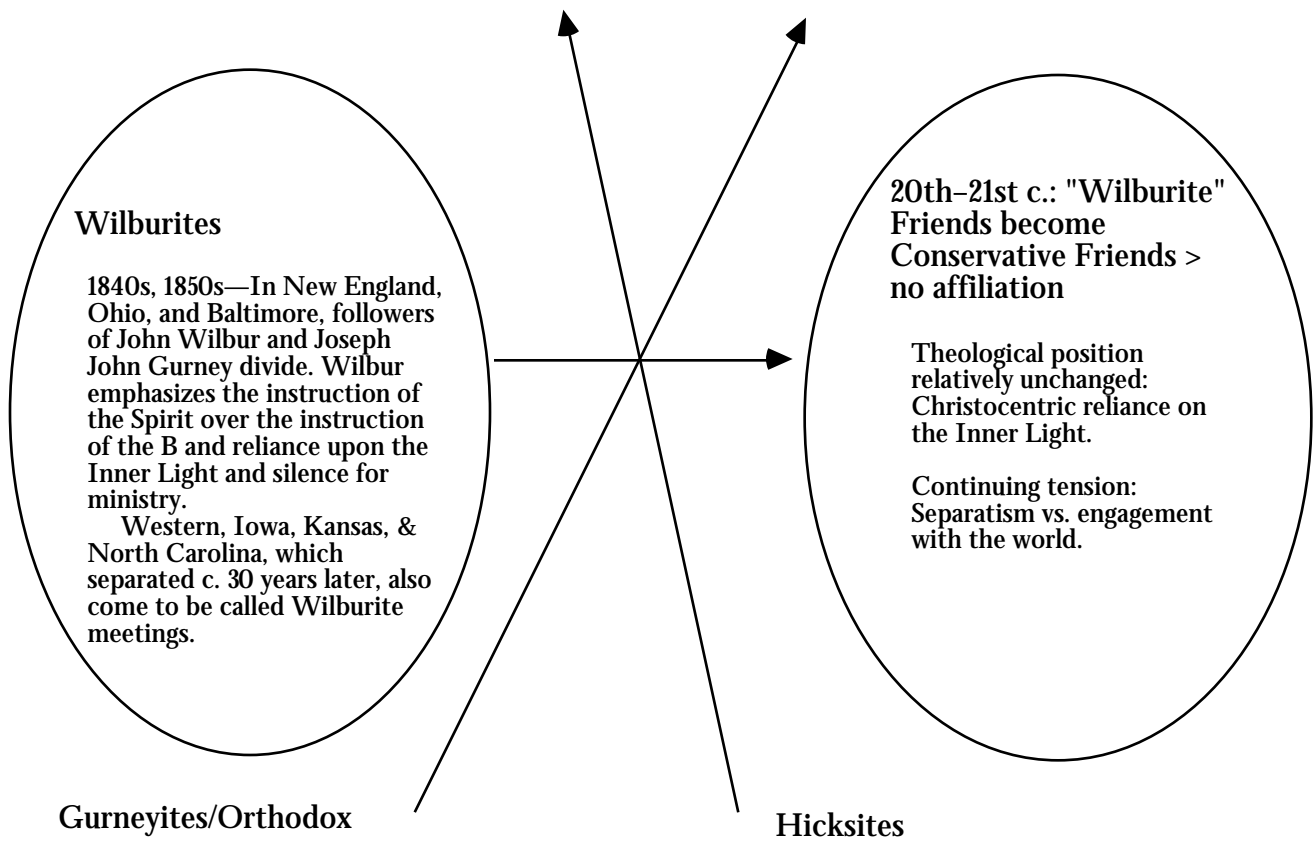 Wilburites
1840s, 1850s—In New England,
Ohio, and Baltimore, followers
of John Wilbur and Joseph
John Gurney divide. Wilbur
emphasizes the instruction of
the Spirit over the instruction
of the B and reliance upon the
Inner Light and silence for
ministry.
Western, Iowa, Kansas, &
North Carolina, which
separated c. 30 years later, also
come to be called Wilburite
meetings.
20th–21st c.: "Wilburite"
Friends become
Conservative Friends >
no affiliation
Theological position
relatively unchanged:
Christocentric reliance on
the Inner Light.
Continuing tension:
Separatism vs. engagement
with the world.
Gurneyites/Orthodox
Hicksites